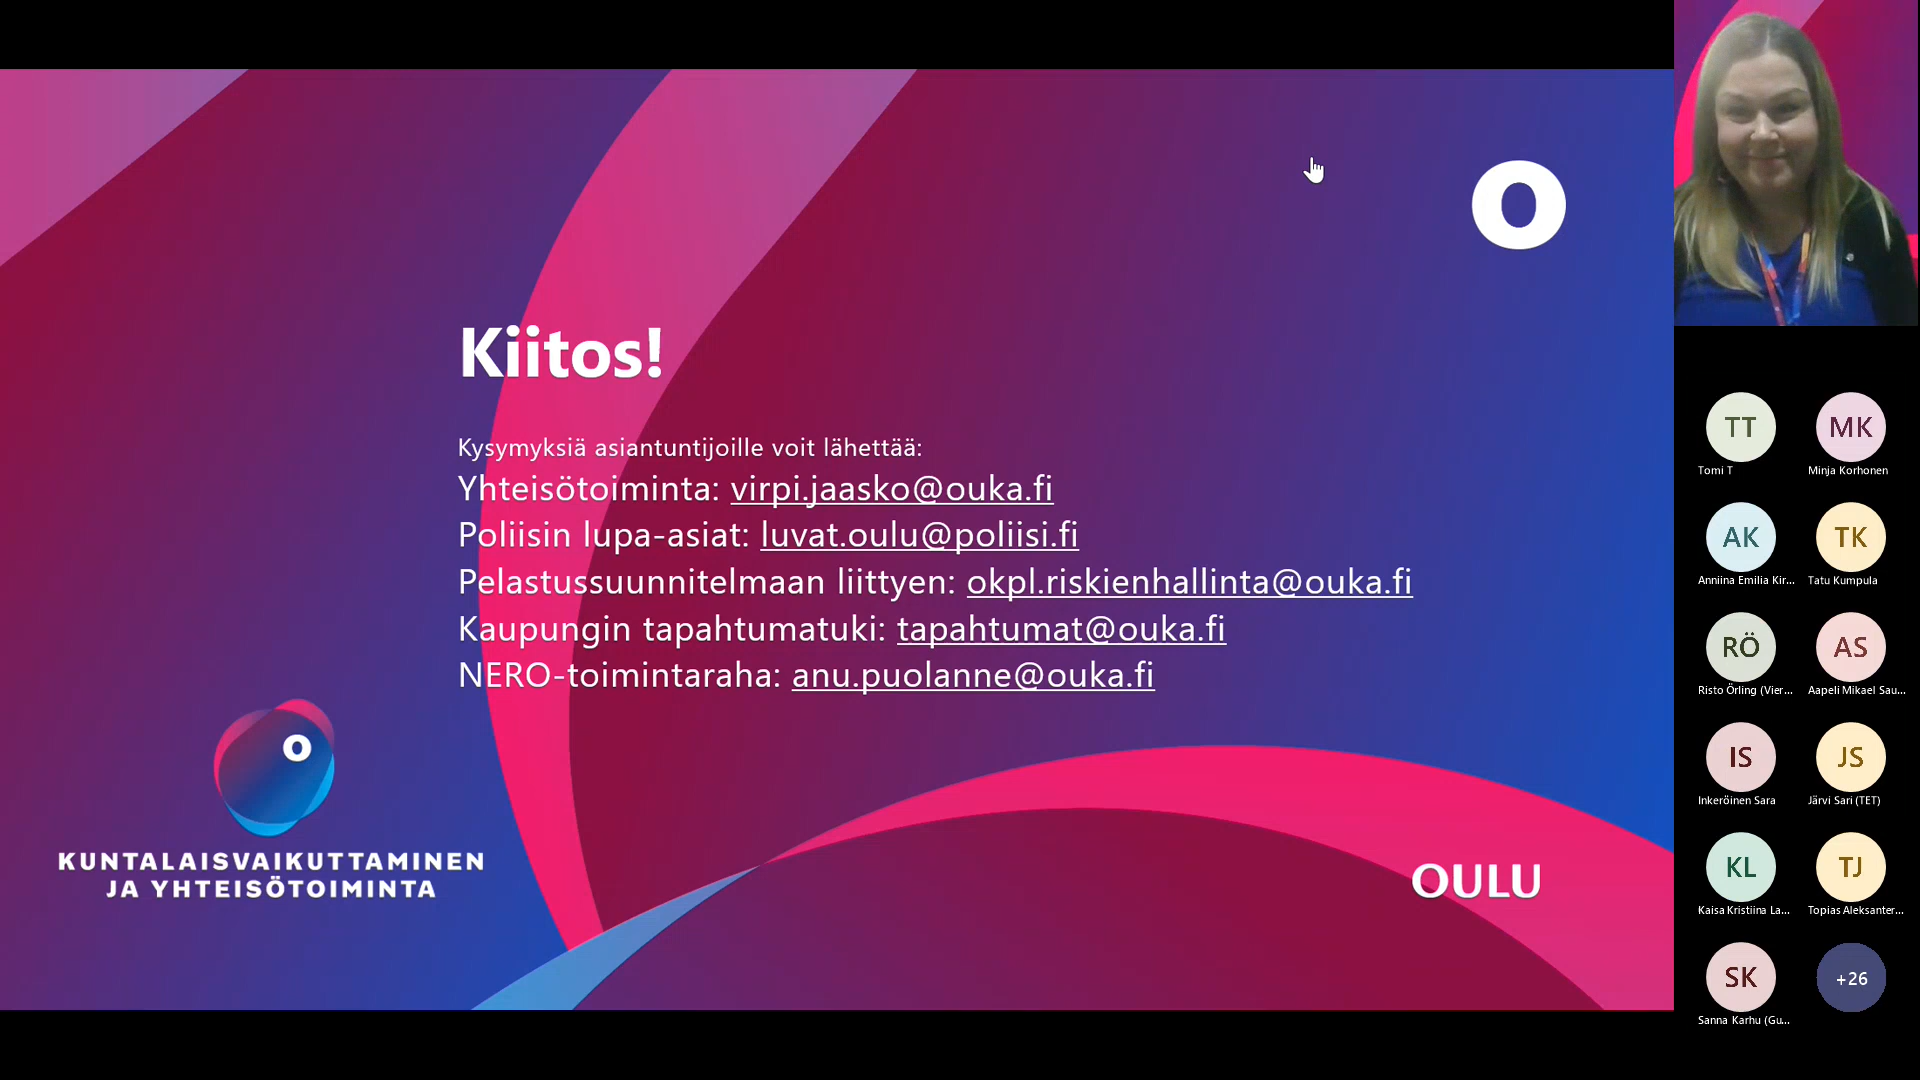 O
Kiitos!
Kysymyksiä asiantuntijoille voit lähettää:
Yhteisötoiminta: virpi.jaasko@ouka.fi
Poliisin lupa-asiat: luvat.oulu@poliisi.fi
Pelastussuunnitelmaan liittyen: okpl.riskienhallinta@ouka.fi
Kaupungin tapahtumatuki: tapahtumat@ouka.fi
NERO-toimintaraha: anu.puolanne@ouka.fi
O
KUNTALAISVAIKUTTAMINEN
JA YHTEISÖTOIMINTA
OULU
TT
Tomi T
MK
Minja Korhonen
AK
Anniina Emilia Kir...
TK
Tatu Kumpula
RÖ
Risto Örling (Vier...
AS
Aapeli Mikael Sau...
IS
Inkeröinen Sara
JS
Järvi Sari (TET)
KL
Kaisa Kristiina La...
TJ
Topias Aleksanter...
SK
Sanna Karhu (Gu...
+26